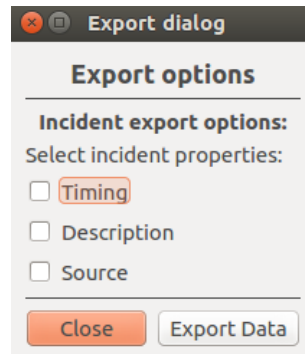 Export dialog
Export options
Incident export options:
Select incident properties:
Timing
Description
Source
Close Export Data